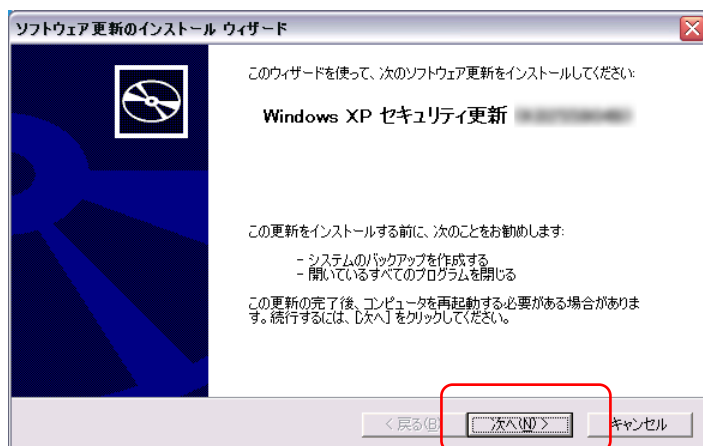 ソフトウェア更新のインストール ウィザード
このウィザードを使って、次のソフトウェア更新をインストールしてください:
Windows XP セキュリティ更新
この更新をインストールする前に、次のことをお勧めします:
- システムのバックアップを作成する
- 開いているすべてのプログラムを閉じる
この更新の完了後、コンピュータを再起動する必要がある場合がありま
す。続行するには、[次へ] をクリックしてください。
< 戻る(B)
次へ(N) >
キャンセル